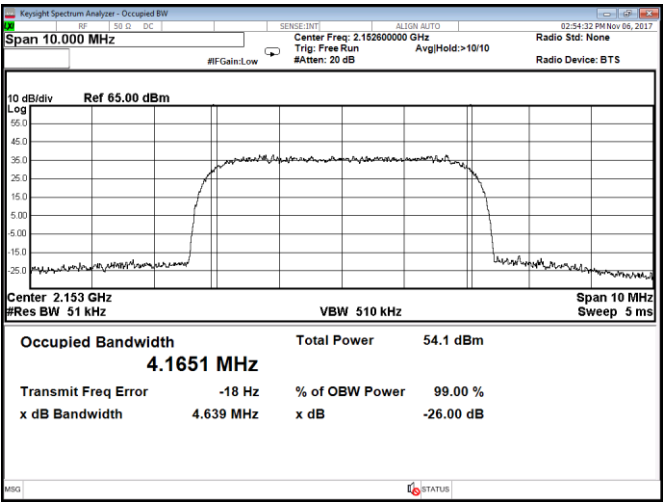 Keysight Spectrum Analyzer - Occupied BW
RF 50 Ω DC SENSE:INT ALIGN AUTO 02:54:32 PM Nov 06, 2017
Span 10.000 MHz
Center Freq: 2.152600000 GHz Radio Std: None
Trig: Free Run Avg|Hold:>10/10
#IFGain:Low #Atten: 20 dB Radio Device: BTS
10 dB/div Ref 65.00 dBm
Log
55.0
45.0
35.0
25.0
15.0
5.00
-5.00
-15.0
-25.0
Center 2.153 GHz Span 10 MHz
#Res BW 51 kHz VBW 510 kHz Sweep 5 ms
Occupied Bandwidth Total Power 54.1 dBm
4.1651 MHz
Transmit Freq Error -18 Hz % of OBW Power 99.00 %
x dB Bandwidth 4.639 MHz x dB -26.00 dB
MSG STATUS